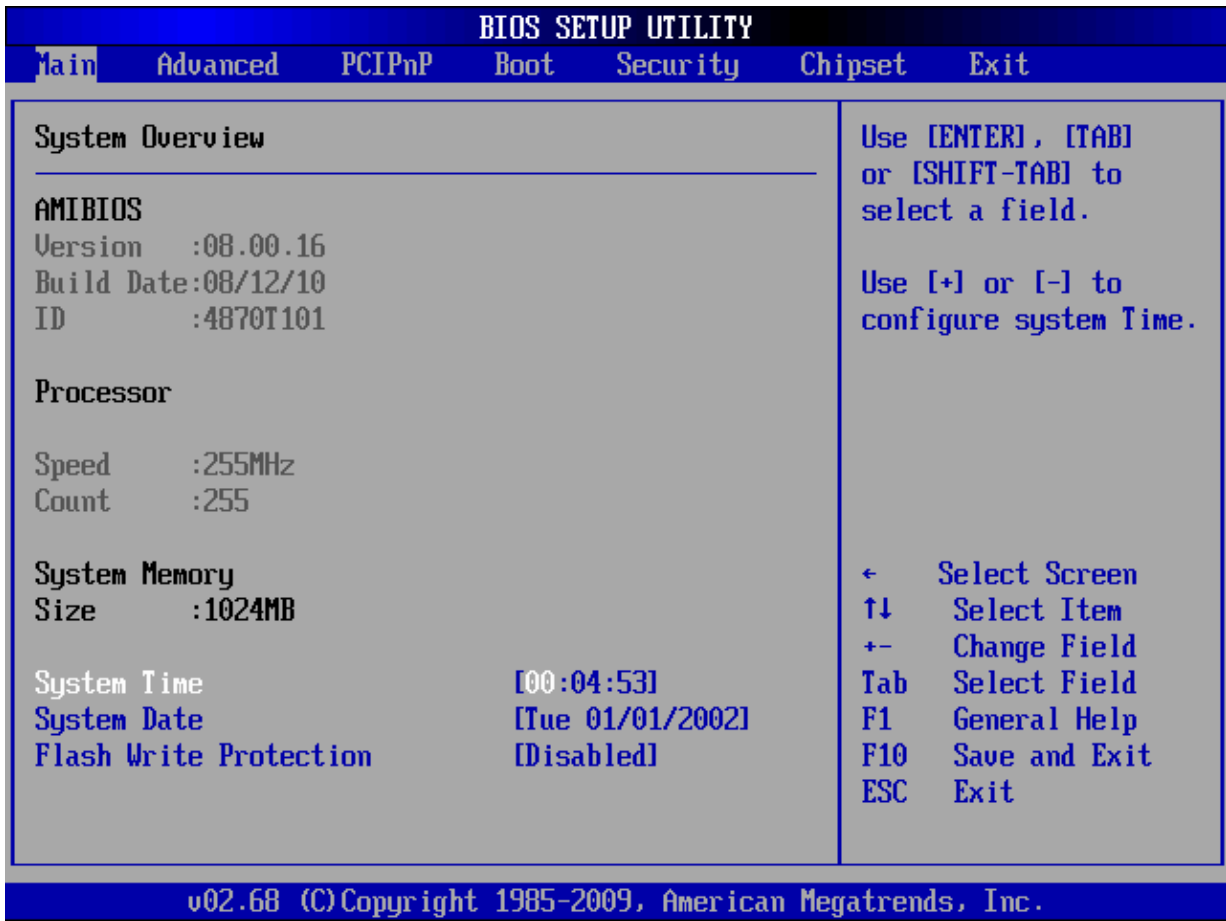 BIOS SETUP UTILITY
Main Advanced PCIPnP Boot Security Chipset Exit
System Overview
AMIBIOS
Version :08.00.16
Build Date:08/12/10
ID :4870T101
Processor
Speed :255MHz
Count :255
System Memory
Size :1024MB
System Time [00:04:53]
System Date [Tue 01/01/2002]
Flash Write Protection [Disabled]
Use [ENTER], [TAB]
or [SHIFT-TAB] to
select a field.
Use [+] or [-] to
configure system Time.
← Select Screen
↑↓ Select Item
+- Change Field
Tab Select Field
F1 General Help
F10 Save and Exit
ESC Exit
v02.68 (C)Copyright 1985-2009, American Megatrends, Inc.